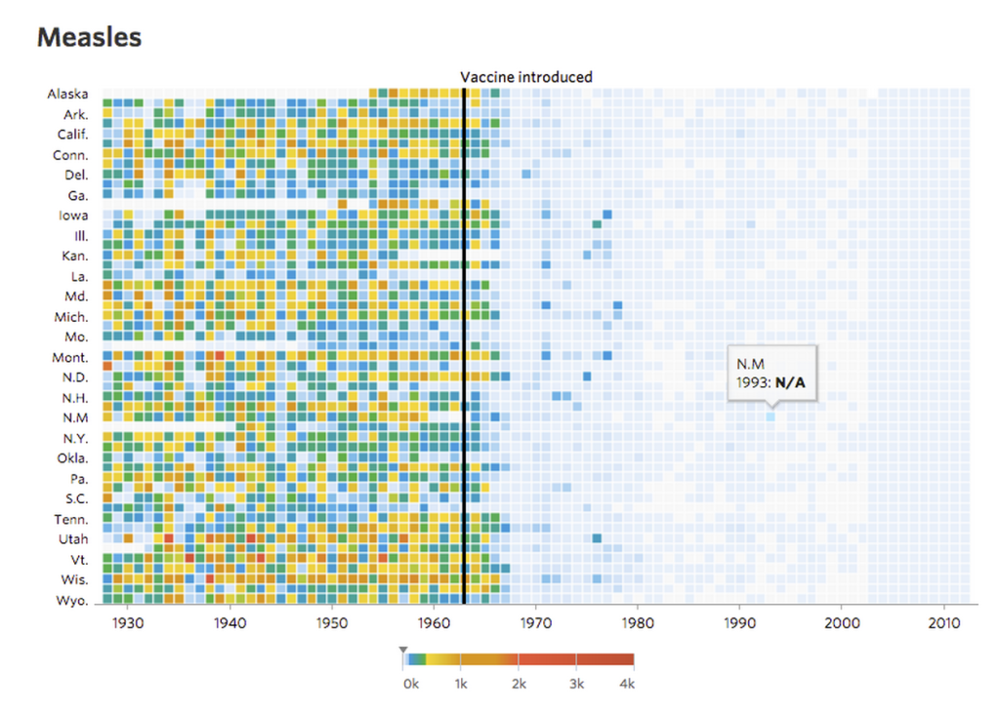 Measles
Vaccine introduced
Alaska
Ark.
Calif.
Conn.
Del.
Ga.
Iowa
Ill.
Kan.
La.
Md.
Mich.
Mo.
Mont.
N.D.
N.H.
N.M
N.Y.
Okla.
Pa.
S.C.
Tenn.
Utah
Vt.
Wis.
Wyo.
N.M
1993: N/A
1930 1940 1950 1960 1970 1980 1990 2000 2010
0k 1k 2k 3k 4k